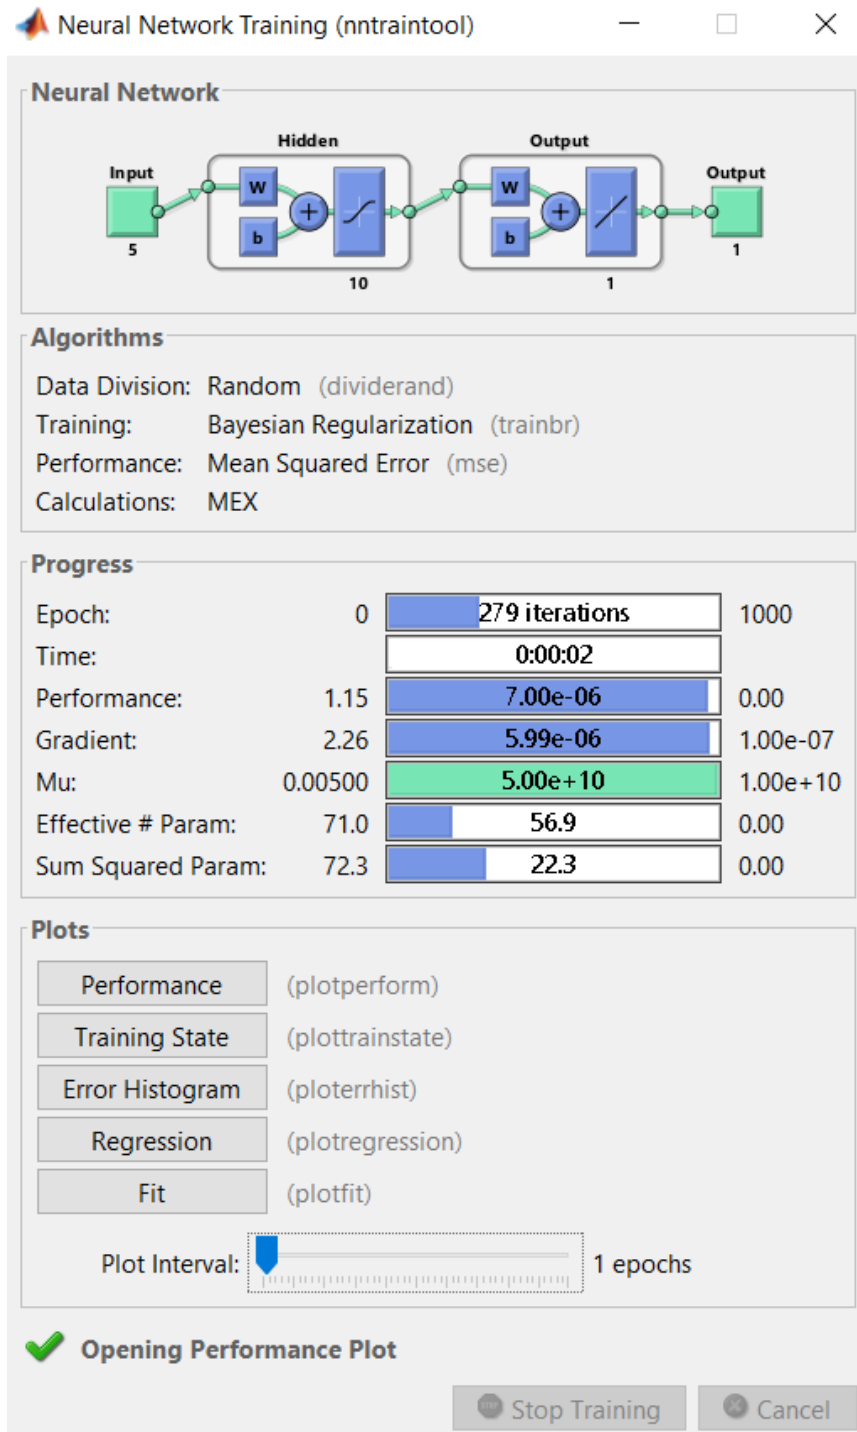 Neural Network Training (nntraintool)
Neural Network
Hidden
Output
Input
Output
W
W
+
+
b
b
5
10
1
1
Algorithms
Data Division: Random (dividerand)
Training: Bayesian Regularization (trainbr)
Performance: Mean Squared Error (mse)
Calculations: MEX
Progress
Epoch: 0 279 iterations 1000
Time: 0:00:02
Performance: 1.15 7.00e-06 0.00
Gradient: 2.26 5.99e-06 1.00e-07
Mu: 0.00500 5.00e+10 1.00e+10
Effective # Param: 71.0 56.9 0.00
Sum Squared Param: 72.3 22.3 0.00
Plots
Performance (plotperform)
Training State (plottrainstate)
Error Histogram (ploterrhist)
Regression (plotregression)
Fit (plotfit)
Plot Interval: 1 epochs
Opening Performance Plot
Stop Training Cancel